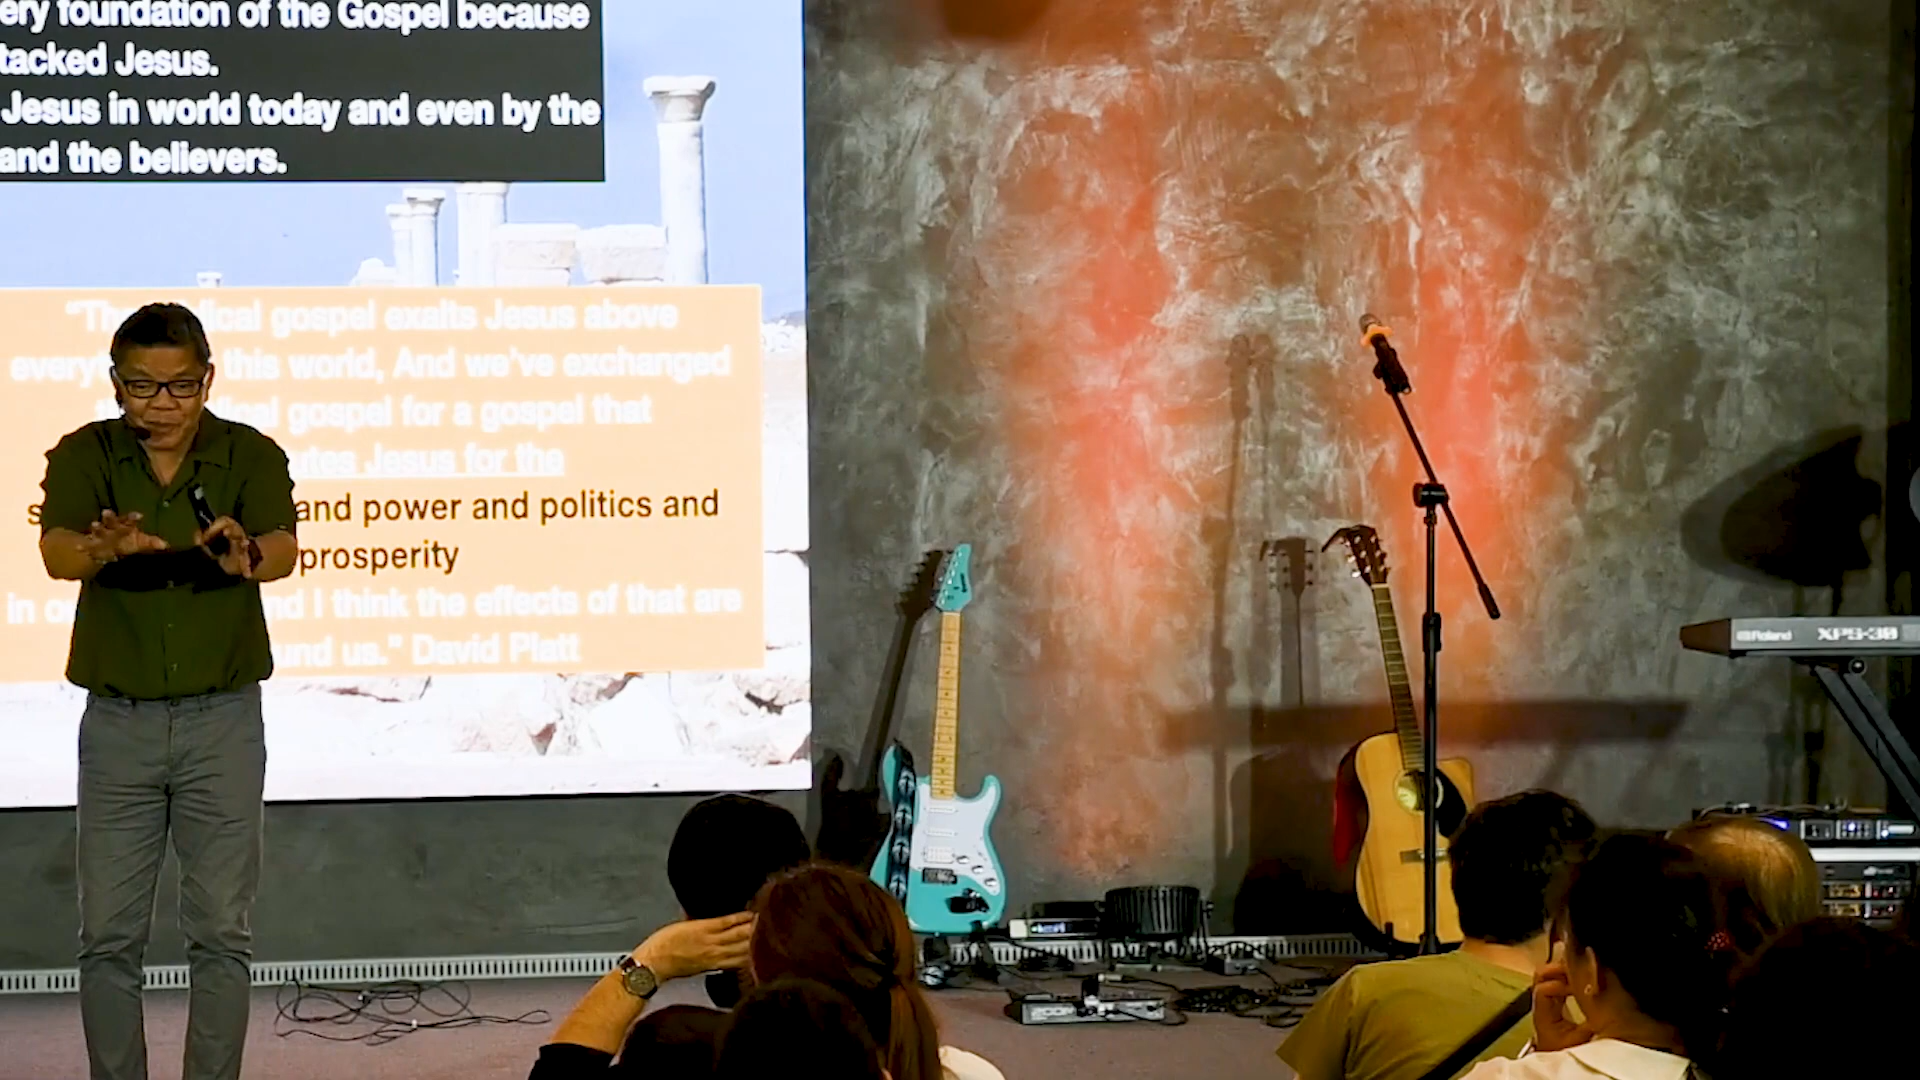 ery foundation of the Gospel because
tacked Jesus.
Jesus in world today and even by the
and the believers.
“Th ical gospel exalts Jesus above
every this world, And we’ve exchanged
t ical gospel for a gospel that
utes Jesus for the
s and power and politics and
prosperity
in o nd I think the effects of that are
und us.” David Platt
Roland XPS-30
ZOOM